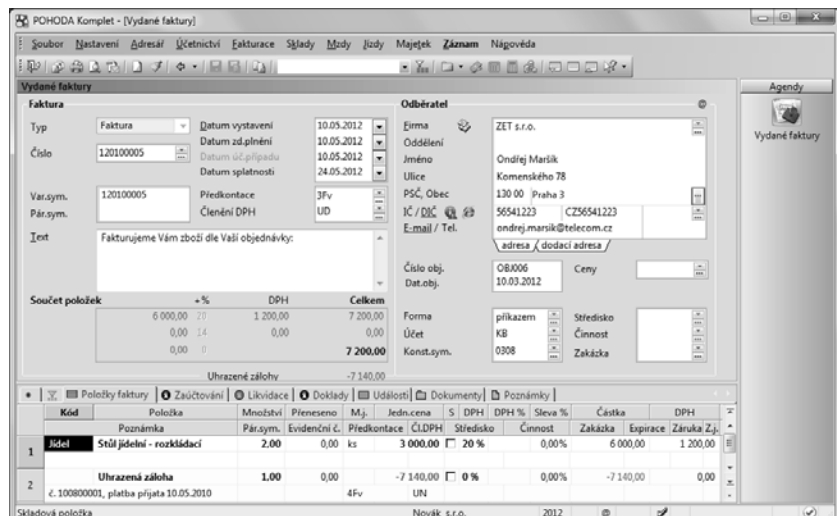 POHODA Komplet - [Vydané faktury]
Soubor Nastavení Adresář Účetnictví Fakturace Sklady Mzdy Jízdy Majetek Záznam Nápověda
Vydané faktury
Agendy
Vydané faktury
Faktura
Typ Faktura
Číslo 120100005
Datum vystavení 10.05.2012
Datum zd.plnění 10.05.2012
Datum úč.případu 10.05.2012
Datum splatnosti 24.05.2012
Var.sym. 120100005
Pár.sym.
Předkontace 3Fv
Členění DPH UD
Text Fakturujeme Vám zboží dle Vaší objednávky:
Součet položek +% DPH Celkem
6 000,00 20 1 200,00 7 200,00
0,00 14 0,00 0,00
0,00 0 7 200,00
Uhrazené zálohy -7 140,00
Odběratel @
Firma ZET s.r.o.
Oddělení
Jméno Ondřej Maršík
Ulice Komenského 78
PSČ, Obec 130 00 Praha 3
IČ / DIČ 56541223 CZ56541223
E-mail / Tel. ondrej.marsik@telecom.cz
adresa dodací adresa
Číslo obj. OBJ006 Ceny
Dat.obj. 10.03.2012
Forma příkazem Středisko
Účet KB Činnost
Konst.sym. 0308 Zakázka
Položky faktury Zaúčtování Likvidace Doklady Události Dokumenty Poznámky
Kód Položka Množství Přeneseno M.j. Jedn.cena S DPH DPH % Sleva % Částka DPH
Poznámka Pár.sym. Evidenční č. Předkontace Čl.DPH Středisko Činnost Zakázka Expirace Záruka Z.j.
1 Jídel Stůl jídelní - rozkládací 2,00 0,00 ks 3 000,00 20 % 0,00% 6 000,00 1 200,00
2 Uhrazená záloha 1,00 0,00 -7 140,00 0 % 0,00% -7 140,00 0,00
č. 100800001, platba přijata 10.05.2010 4Fv UN
Skladová položka Novák s.r.o. 2012 @